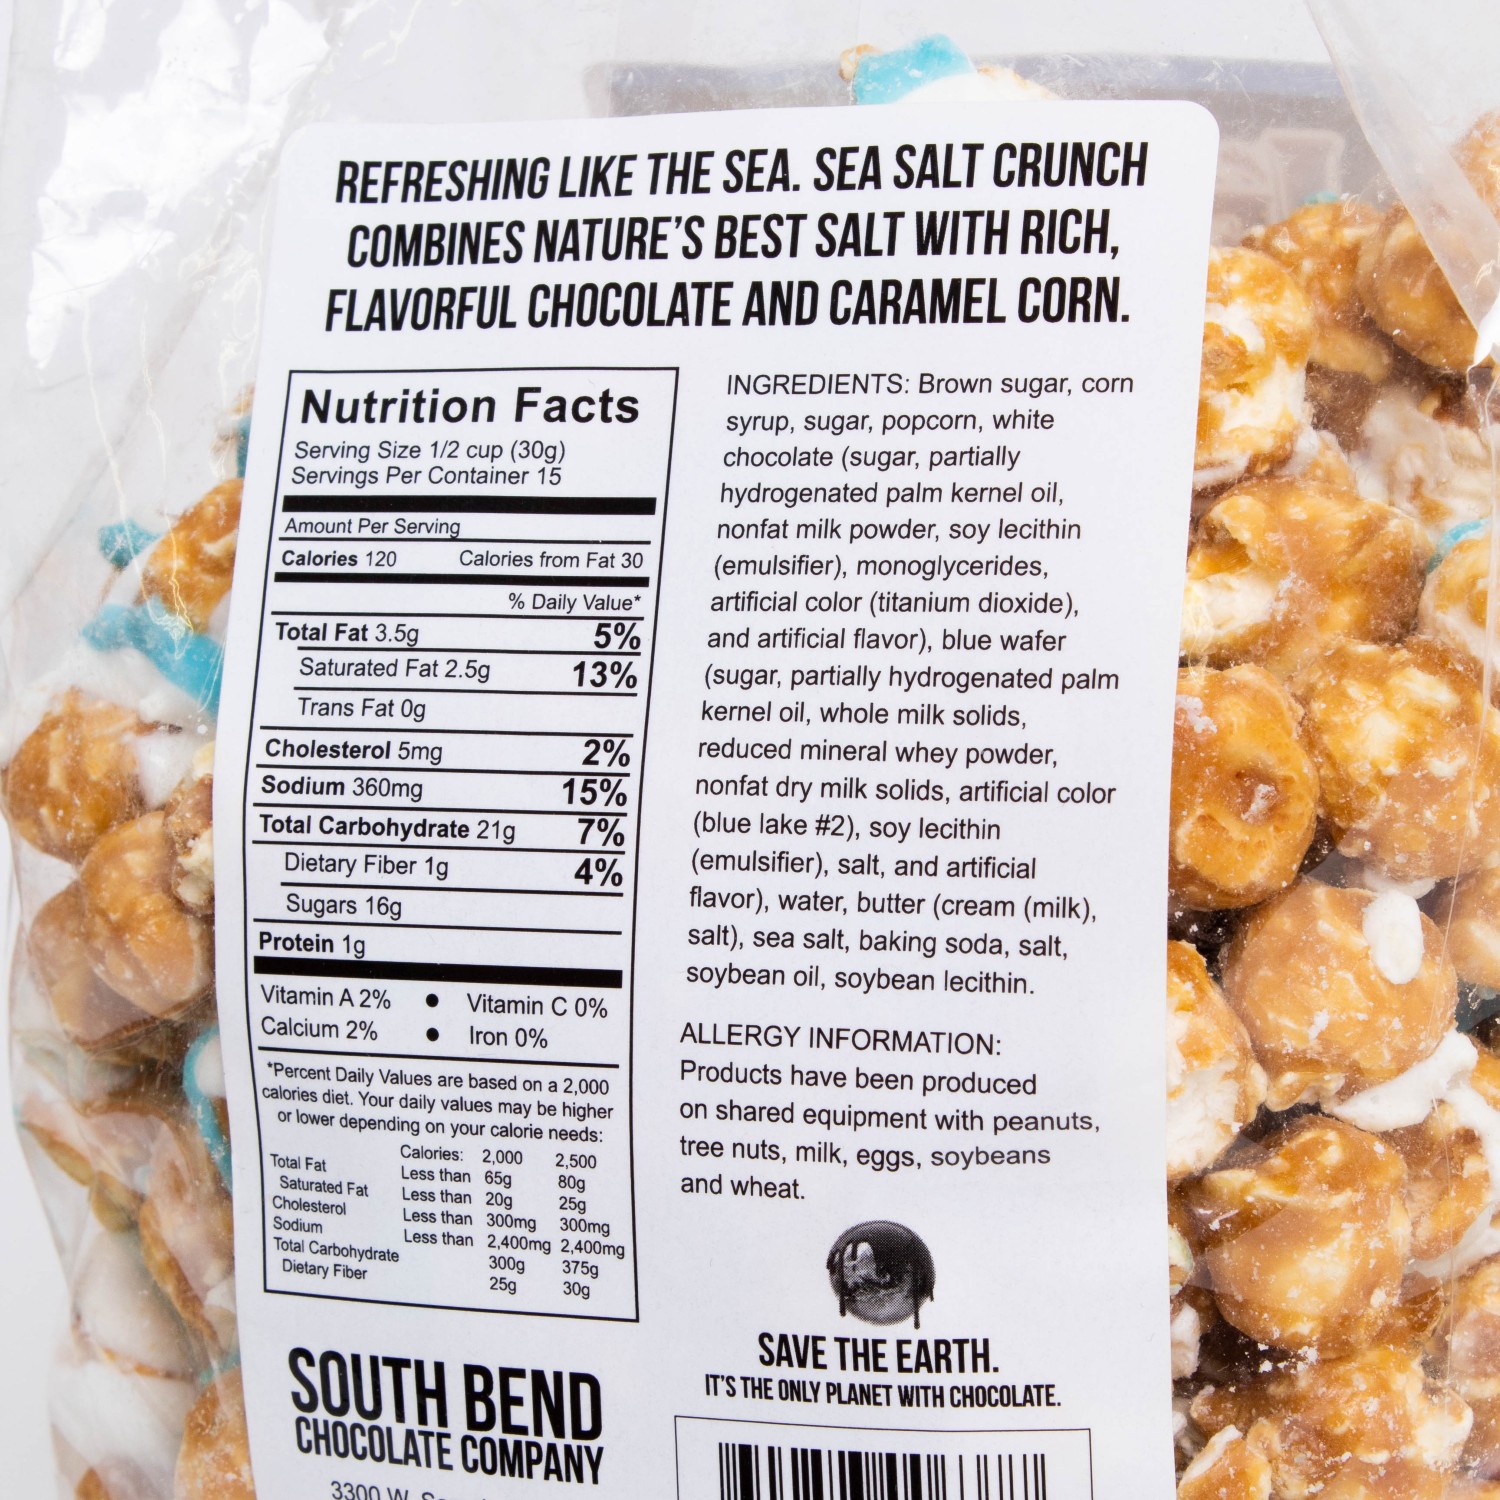 REFRESHING LIKE THE SEA. SEA SALT CRUNCH
COMBINES NATURE'S BEST SALT WITH RICH,
FLAVORFUL CHOCOLATE AND CARAMEL CORN.
Nutrition Facts
Serving Size 1/2 cup (30g)
Servings Per Container 15
Amount Per Serving
Calories 120 Calories from Fat 30
% Daily Value*
Total Fat 3.5g 5%
Saturated Fat 2.5g 13%
Trans Fat 0g
Cholesterol 5mg 2%
Sodium 360mg 15%
Total Carbohydrate 21g 7%
Dietary Fiber 1g 4%
Sugars 16g
Protein 1g
Vitamin A 2% • Vitamin C 0%
Calcium 2% • Iron 0%
*Percent Daily Values are based on a 2,000
calories diet. Your daily values may be higher
or lower depending on your calorie needs:
Calories: 2,000 2,500
Total Fat Less than 65g 80g
Saturated Fat Less than 20g 25g
Cholesterol Less than 300mg 300mg
Sodium Less than 2,400mg 2,400mg
Total Carbohydrate 300g 375g
Dietary Fiber 25g 30g
INGREDIENTS: Brown sugar, corn
syrup, sugar, popcorn, white
chocolate (sugar, partially
hydrogenated palm kernel oil,
nonfat milk powder, soy lecithin
(emulsifier), monoglycerides,
artificial color (titanium dioxide),
and artificial flavor), blue wafer
(sugar, partially hydrogenated palm
kernel oil, whole milk solids,
reduced mineral whey powder,
nonfat dry milk solids, artificial color
(blue lake #2), soy lecithin
(emulsifier), salt, and artificial
flavor), water, butter (cream (milk),
salt), sea salt, baking soda, salt,
soybean oil, soybean lecithin.
ALLERGY INFORMATION:
Products have been produced
on shared equipment with peanuts,
tree nuts, milk, eggs, soybeans
and wheat.
SAVE THE EARTH.
IT'S THE ONLY PLANET WITH CHOCOLATE.
SOUTH BEND
CHOCOLATE COMPANY
3300 W.